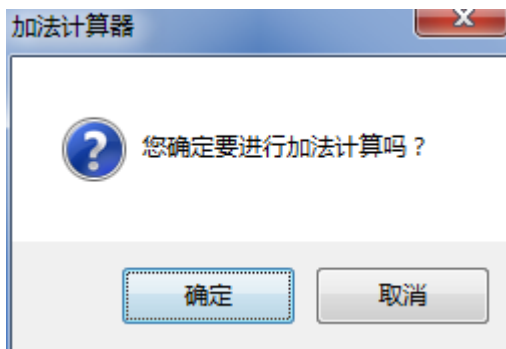 加法计算器
您确定要进行加法计算吗？
确定
取消